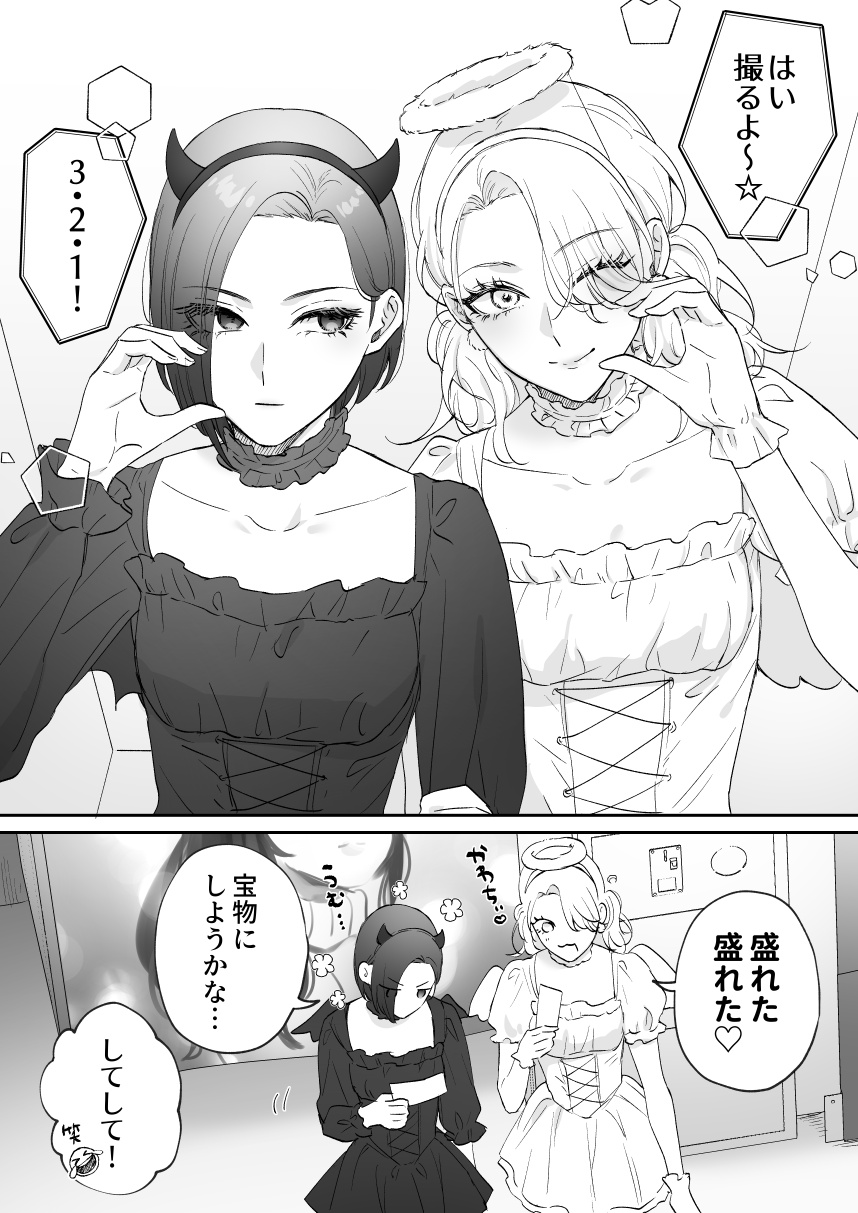 はい
撮るよ〜☆
3・2・1!
盛れた
盛れた♡
かわち…♡
うむ…
宝物に
しようかな…
してして!
笑